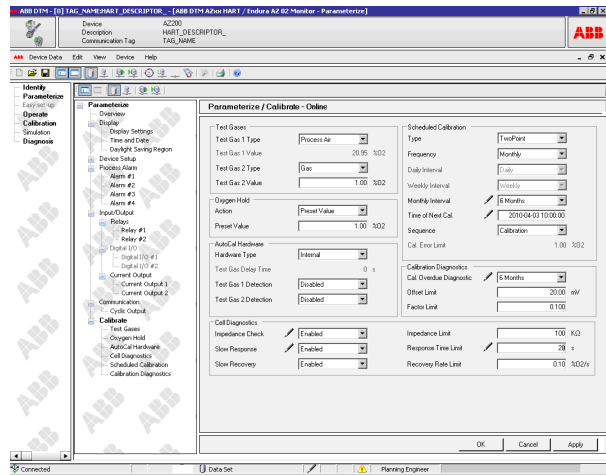 ABB DTM - [0] TAG_NAME:HART_DESCRIPTOR_ - [ABB DTM AZxx HART / Endura AZ 02 Monitor - Parameterize]
Device AZ200
Description HART_DESCRIPTOR_
Communication Tag TAG_NAME
ABB
ABB Device Data Edit View Device Help
Identify
Parameterize
Easy set-up
Operate
Calibration
Simulation
Diagnosis
Parameterize
Overview
Display
Display Settings
Time and Date
Daylight Saving Region
Device Setup
Process Alarm
Alarm #1
Alarm #2
Alarm #3
Alarm #4
Input/Output
Relays
Relay #1
Relay #2
Digital I/O
Digital I/O #1
Digital I/O #2
Current Output
Current Output 1
Current Output 2
Communication
Cyclic Output
Calibrate
Test Gases
Oxygen Hold
AutoCal Hardware
Cell Diagnostics
Scheduled Calibration
Calibration Diagnostics
Parameterize / Calibrate - Online
Test Gases
Test Gas 1 Type Process Air
Test Gas 1 Value 20.95 %O2
Test Gas 2 Type Gas
Test Gas 2 Value 1.00 %O2
Oxygen Hold
Action Preset Value
Preset Value 1.00 %O2
AutoCal Hardware
Hardware Type Internal
Test Gas Delay Time 0 s
Test Gas 1 Detection Disabled
Test Gas 2 Detection Disabled
Scheduled Calibration
Type TwoPoint
Frequency Monthly
Daily Interval Daily
Weekly Interval Weekly
Monthly Interval 6 Months
Time of Next Cal. 2010-04-03 10:00:00
Sequence Calibration
Cal. Error Limit 1.00 %O2
Calibration Diagnostics
Cal. Overdue Diagnostic 6 Months
Offset Limit 20.00 mV
Factor Limit 0.100
Cell Diagnostics
Impedance Check Enabled Impedance Limit 100 KΩ
Slow Response Enabled Response Time Limit 20 s
Slow Recovery Enabled Recovery Rate Limit 0.10 %O2/s
OK Cancel Apply
Connected Data Set Planning Engineer